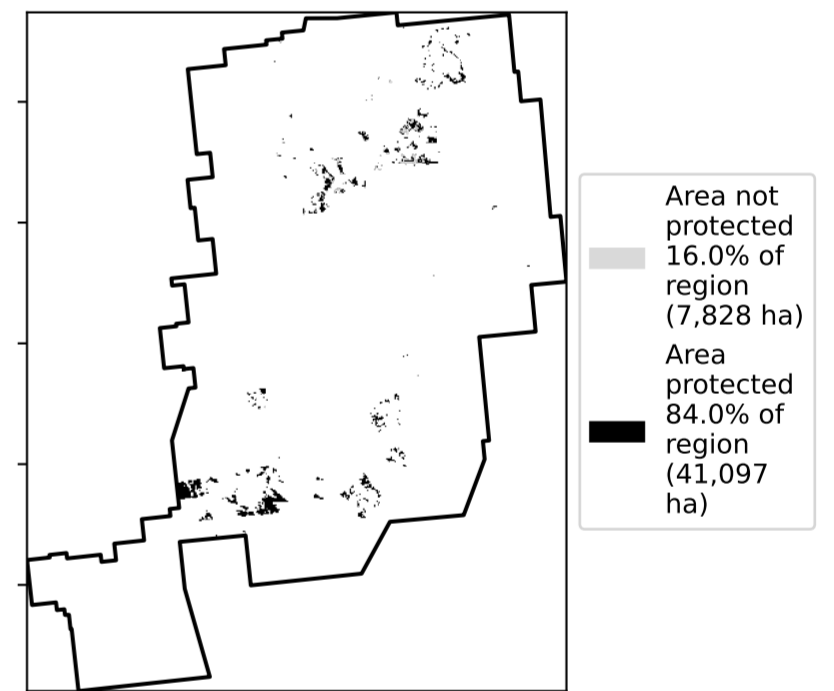 Area not
protected
16.0% of
region
(7,828 ha)
Area
protected
84.0% of
region
(41,097
ha)